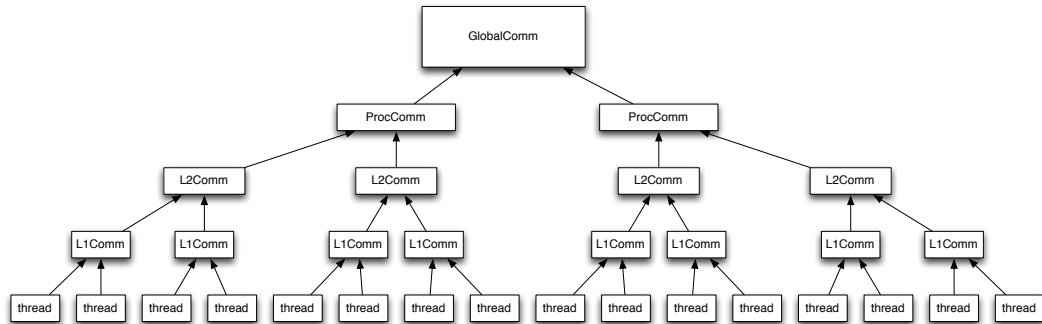 GlobalComm
ProcComm ProcComm
L2Comm L2Comm L2Comm L2Comm
L1Comm L1Comm L1Comm L1Comm L1Comm L1Comm L1Comm L1Comm
thread thread thread thread thread thread thread thread thread thread thread thread thread thread thread thread